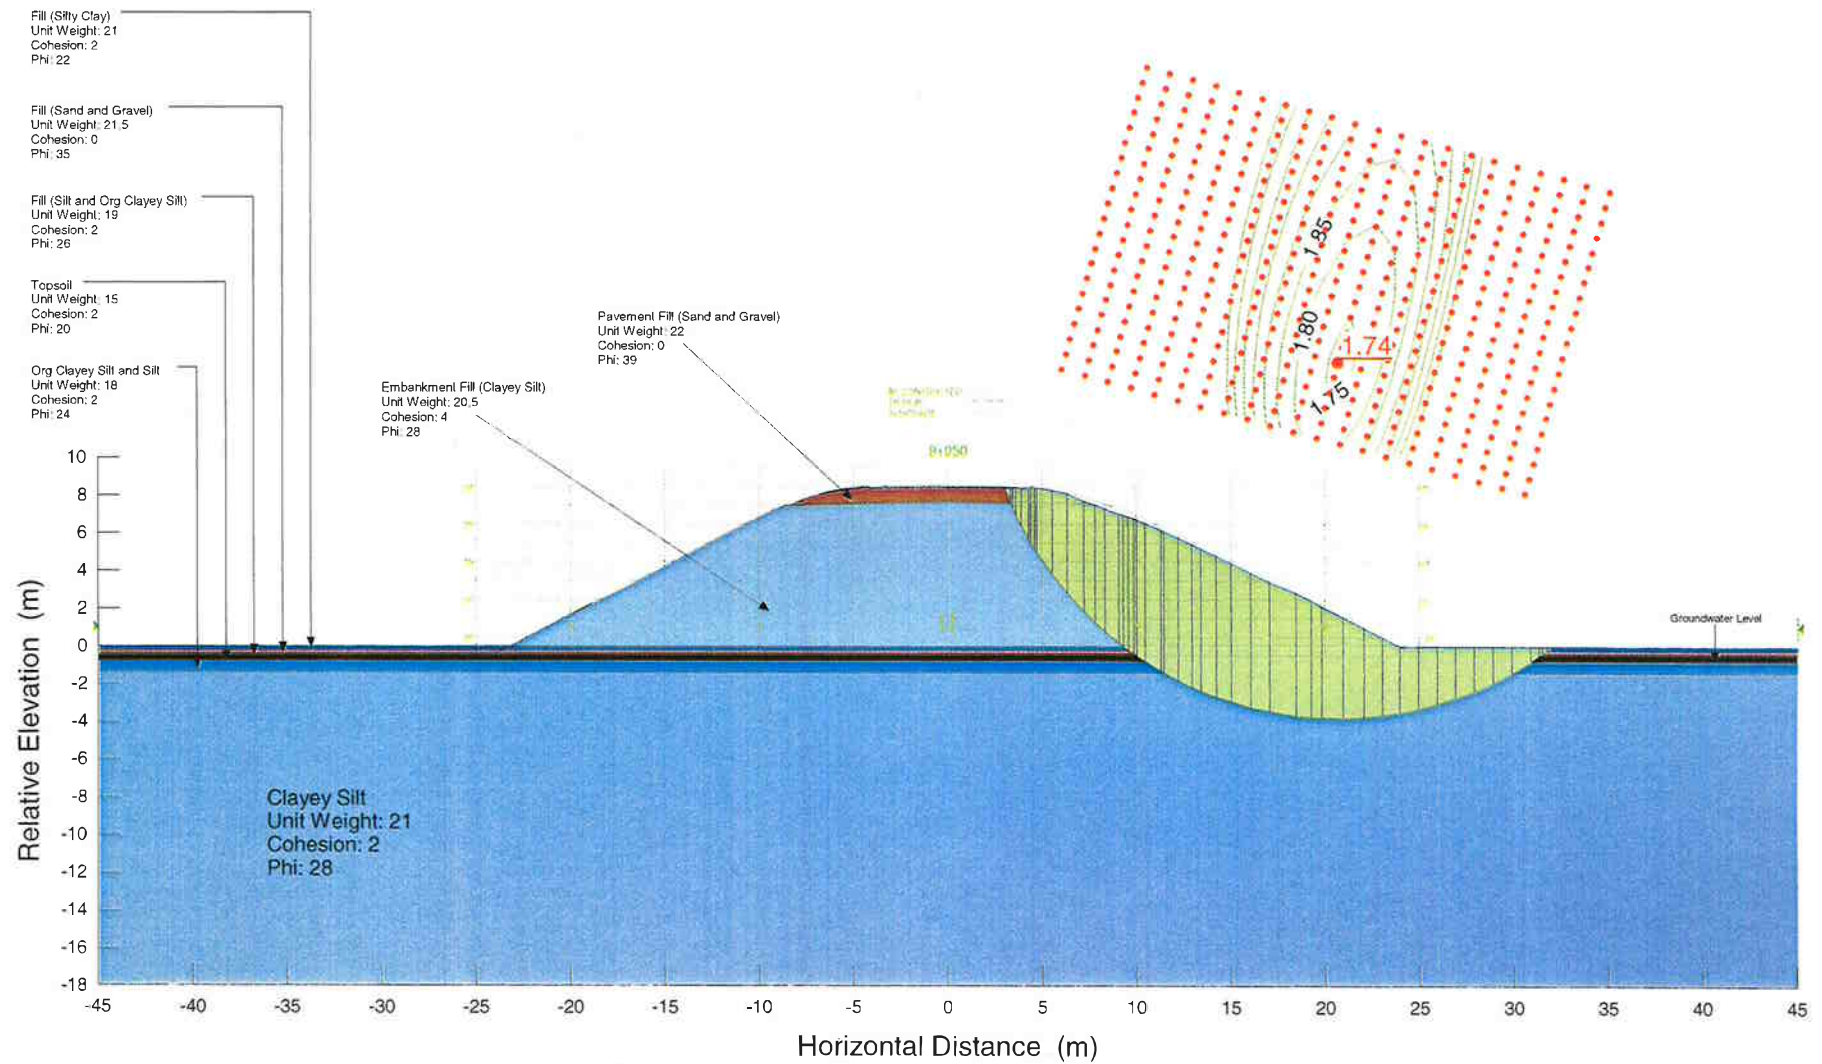 Fill (Silty Clay)
Unit Weight: 21
Cohesion: 2
Phi: 22
Fill (Sand and Gravel)
Unit Weight: 21.5
Cohesion: 0
Phi: 35
Fill (Silt and Org Clayey Silt)
Unit Weight: 19
Cohesion: 2
Phi: 26
Topsoil
Unit Weight: 15
Cohesion: 2
Phi: 20
Org Clayey Silt and Silt
Unit Weight: 18
Cohesion: 2
Phi: 24
Embankment Fill (Clayey Silt)
Unit Weight: 20.5
Cohesion: 4
Phi: 28
Pavement Fill (Sand and Gravel)
Unit Weight: 22
Cohesion: 0
Phi: 39
1.85
1.80
1.74
1.75
9+050
Groundwater Level
Clayey Silt
Unit Weight: 21
Cohesion: 2
Phi: 28
Relative Elevation (m)
10
8
6
4
2
0
-2
-4
-6
-8
-10
-12
-14
-16
-18
-45 -40 -35 -30 -25 -20 -15 -10 -5 0 5 10 15 20 25 30 35 40 45
Horizontal Distance (m)